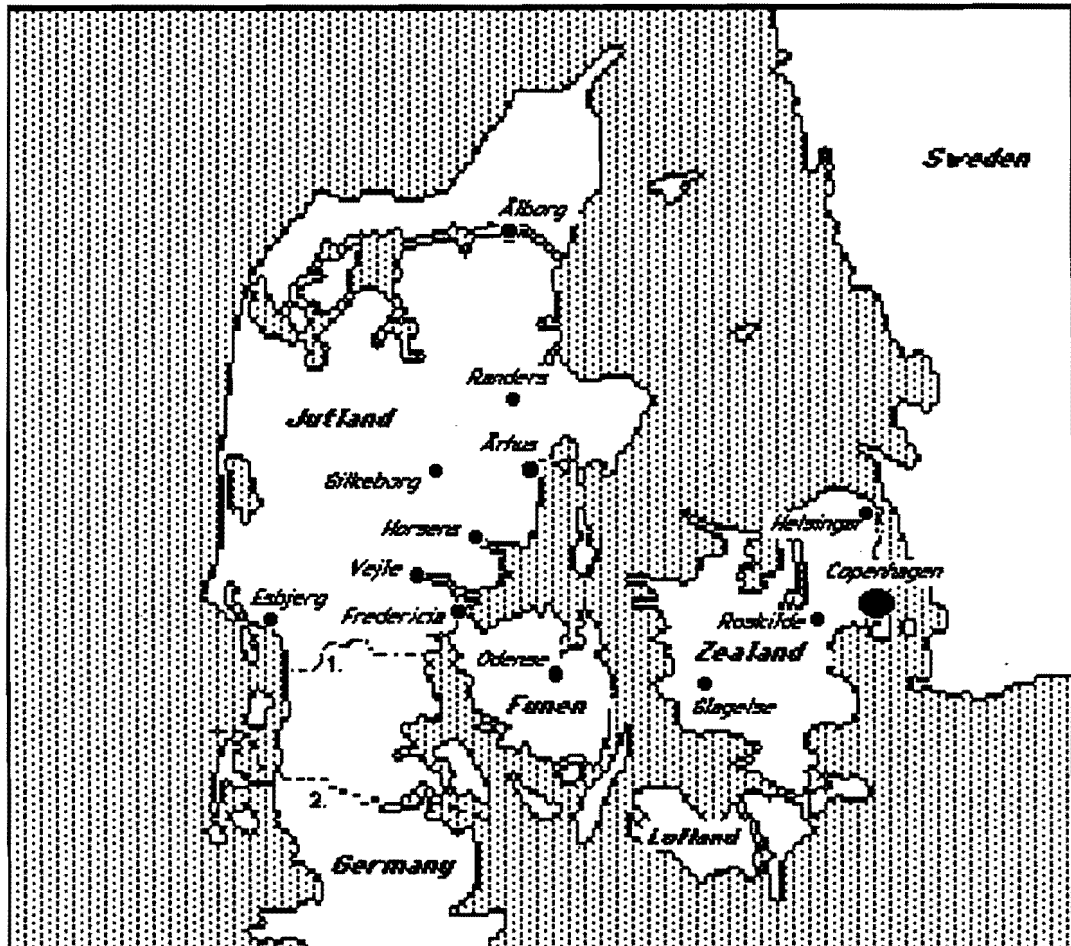 Sweden
Ålborg
Randers
Jutland
Århus
Silkeborg
Horsens
Helsingør
Vejle
Copenhagen
Esbjerg
Fredericia
Roskilde
Zealand
Odense
1.
Funen
Slagelse
2.
Lolland
Germany